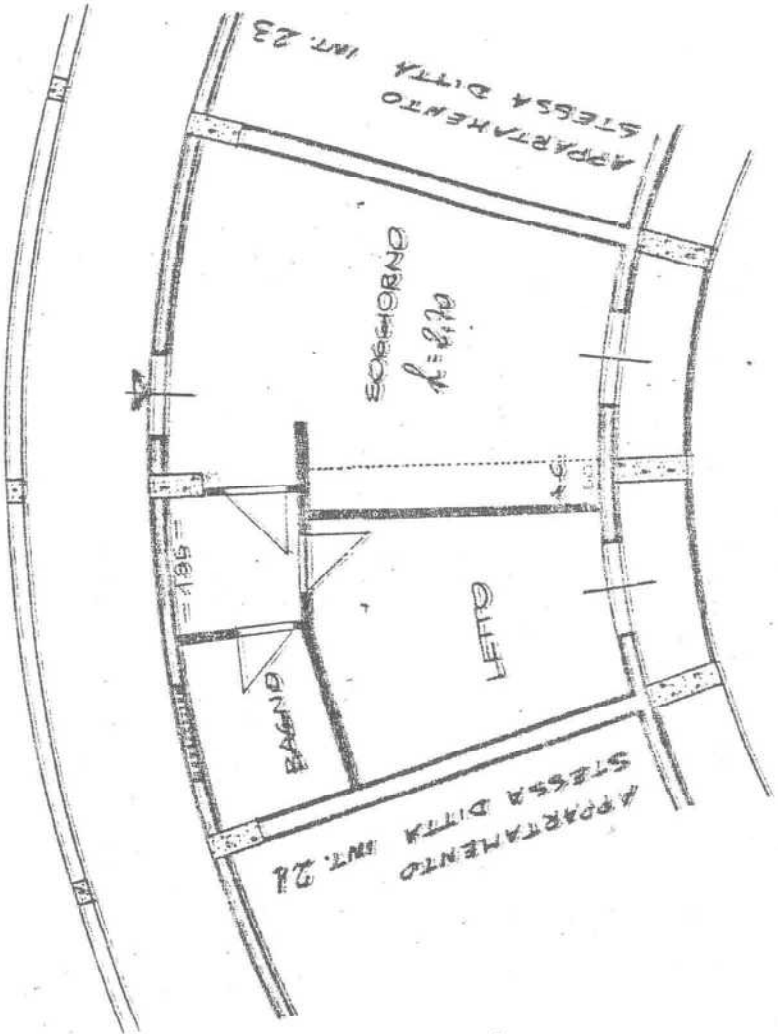 APPARTAMENTO
STESSA DITTA INT. 23
SOGGIORNO
h = 2,70
LETTO
BAGNO
APPARTAMENTO
STESSA DITTA INT. 21